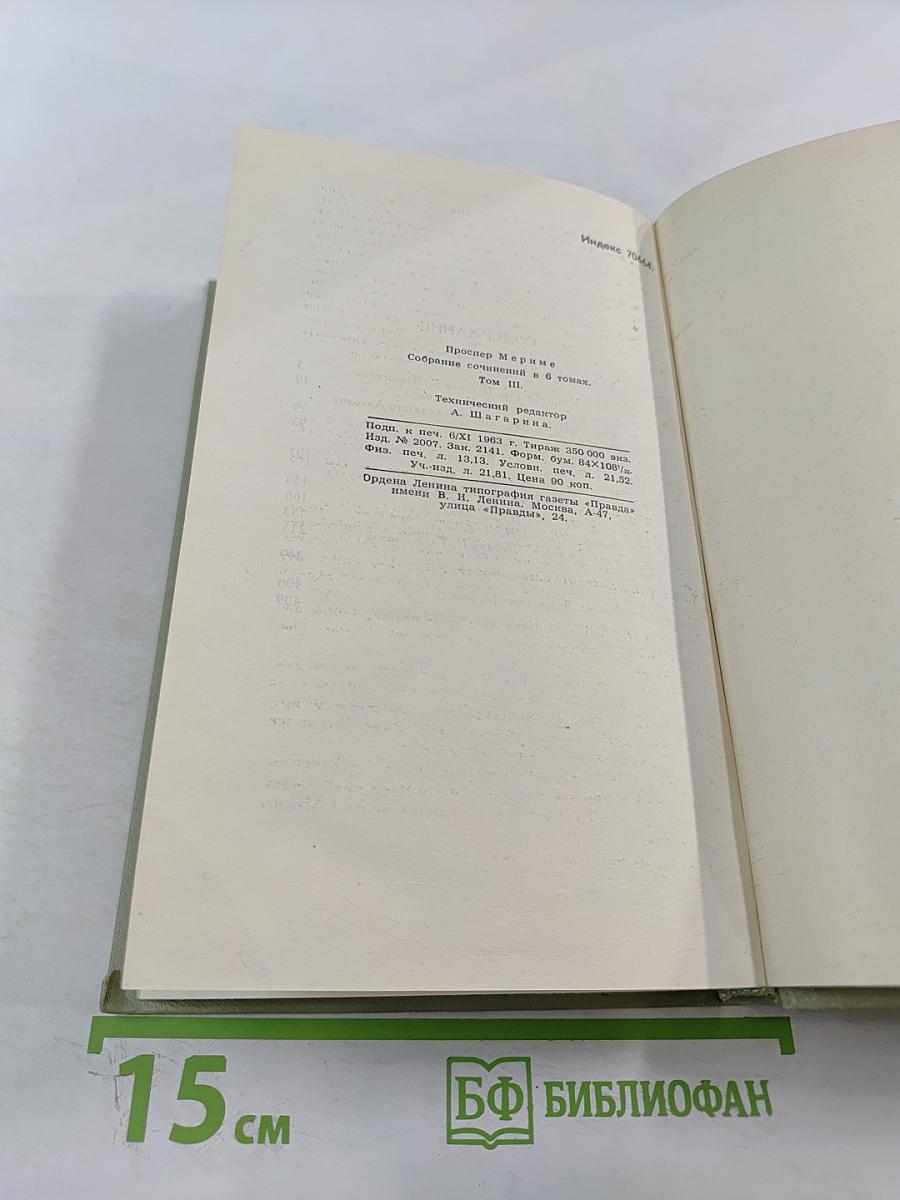 Индекс 70664.
Проспер Мериме
Собрание сочинений в 6 томах.
Том III.
Технический редактор
А. Шагарина.
Подп. к печ. 6/XI 1963 г. Тираж 350 000 экз.
Изд. № 2007. Зак. 2141. Форм. бум. 84×108¹/₃₂.
Физ. печ. л. 13,13. Условн. печ. л. 21,52.
Уч.-изд. л. 21,81. Цена 90 коп.
Ордена Ленина типография газеты «Правда»
имени В. И. Ленина. Москва, А-47,
улица «Правды», 24.
15 см
БФ БИБЛИОФАН